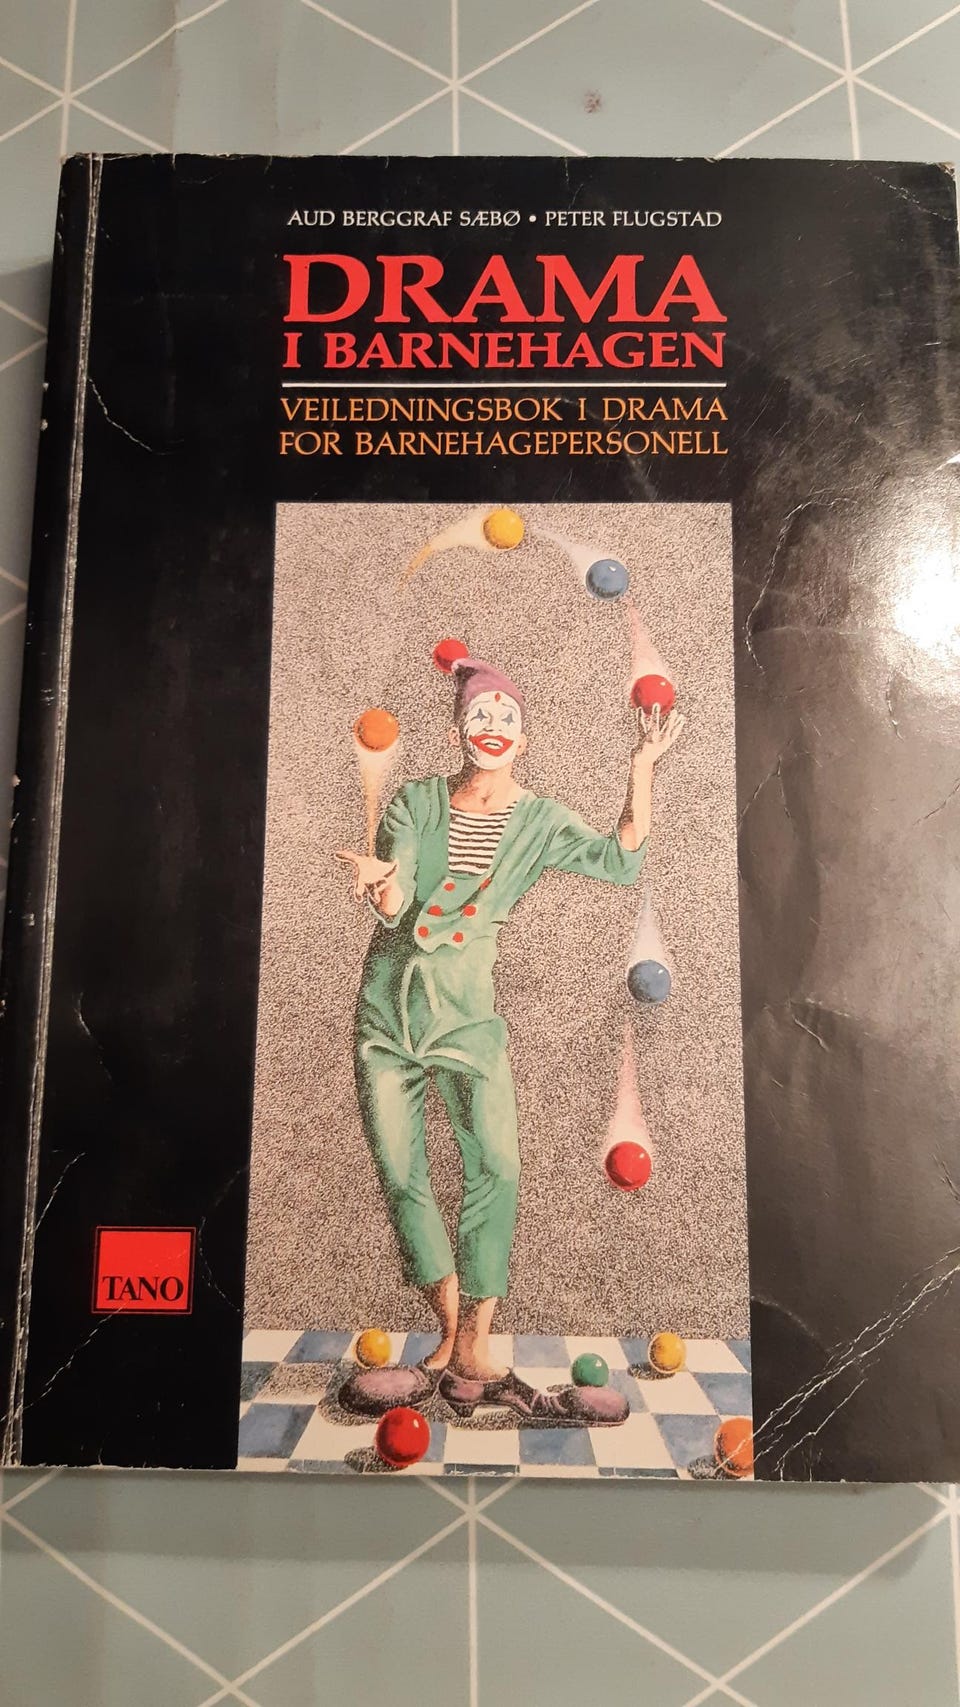 AUD BERGGRAF SÆBØ • PETER FLUGSTAD
DRAMA
I BARNEHAGEN
VEILEDNINGSBOK I DRAMA
FOR BARNEHAGEPERSONELL
TANO